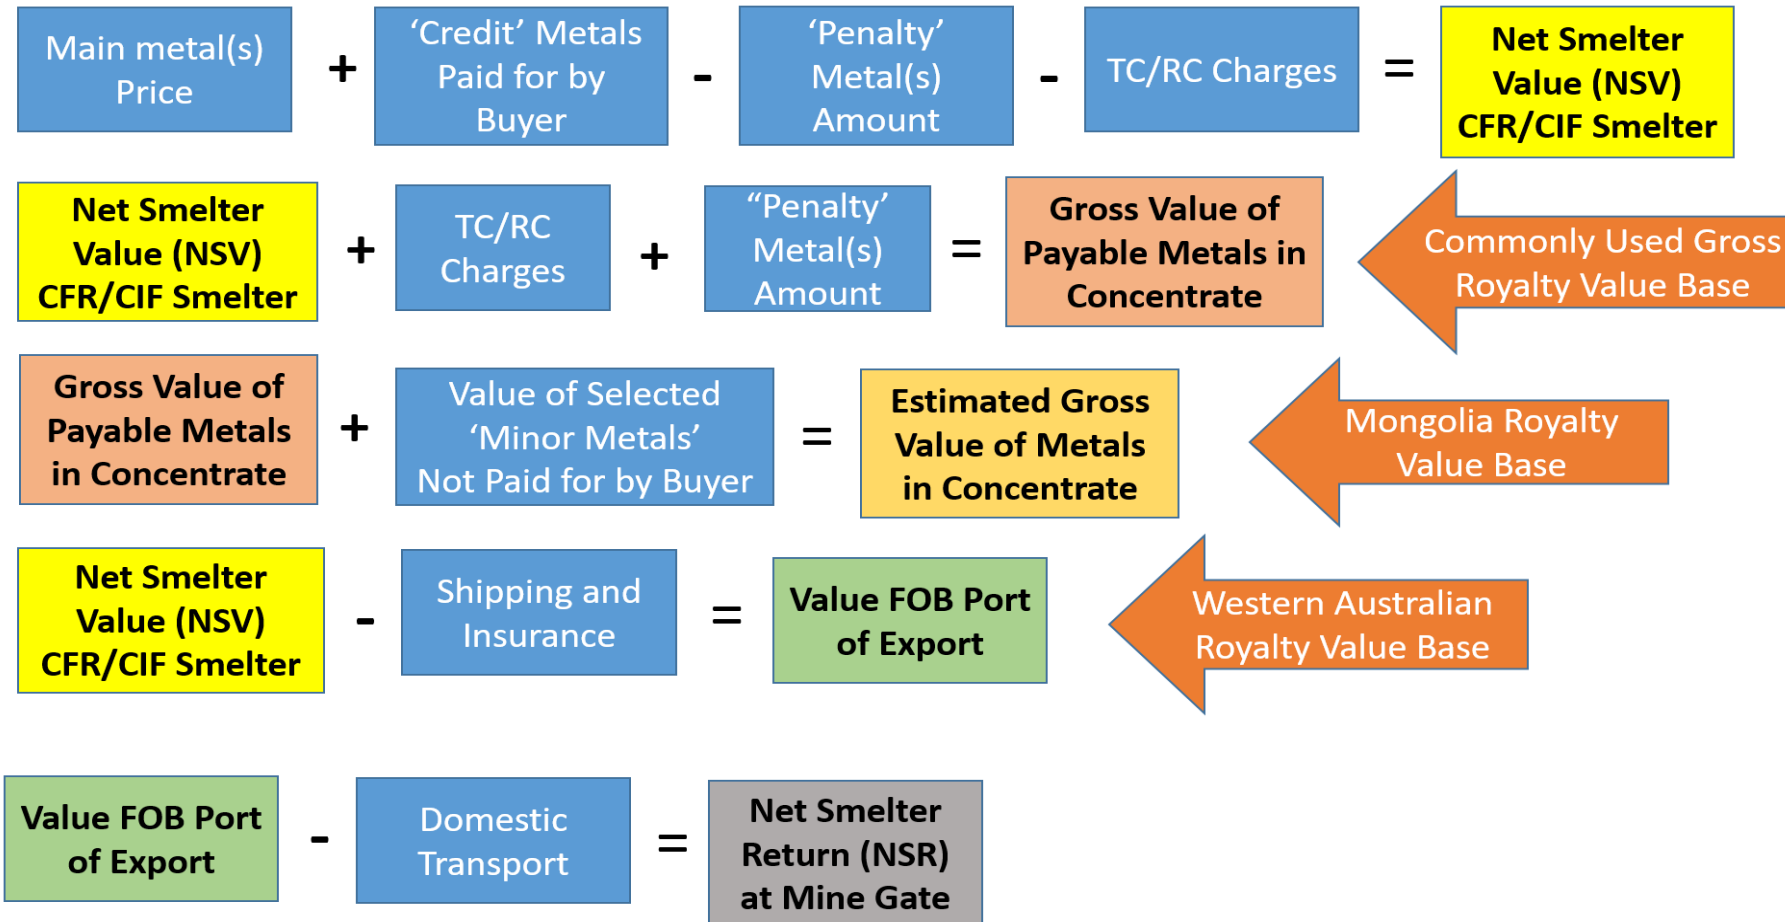 Main metal(s)
Price
+
‘Credit’ Metals
Paid for by
Buyer
-
‘Penalty’
Metal(s)
Amount
-
TC/RC Charges
=
Net Smelter
Value (NSV)
CFR/CIF Smelter
Net Smelter
Value (NSV)
CFR/CIF Smelter
+
TC/RC
Charges
+
“Penalty’
Metal(s)
Amount
=
Gross Value of
Payable Metals in
Concentrate
Commonly Used Gross
Royalty Value Base
Gross Value of
Payable Metals
in Concentrate
+
Value of Selected
‘Minor Metals’
Not Paid for by Buyer
=
Estimated Gross
Value of Metals
in Concentrate
Mongolia Royalty
Value Base
Net Smelter
Value (NSV)
CFR/CIF Smelter
-
Shipping and
Insurance
=
Value FOB Port
of Export
Western Australian
Royalty Value Base
Value FOB Port
of Export
-
Domestic
Transport
=
Net Smelter
Return (NSR)
at Mine Gate